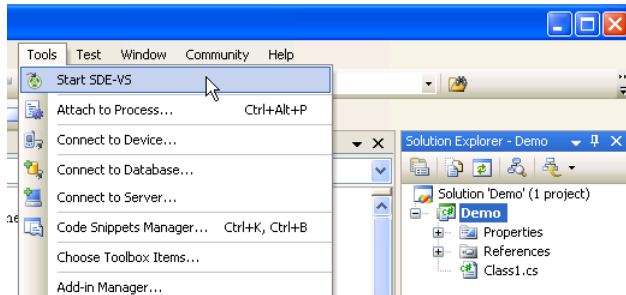 Tools Test Window Community Help
Start SDE-VS
Attach to Process... Ctrl+Alt+P
Connect to Device...
Connect to Database...
Connect to Server...
Code Snippets Manager... Ctrl+K, Ctrl+B
Choose Toolbox Items...
Add-in Manager...
Solution Explorer - Demo
Solution 'Demo' (1 project)
Demo
Properties
References
Class1.cs